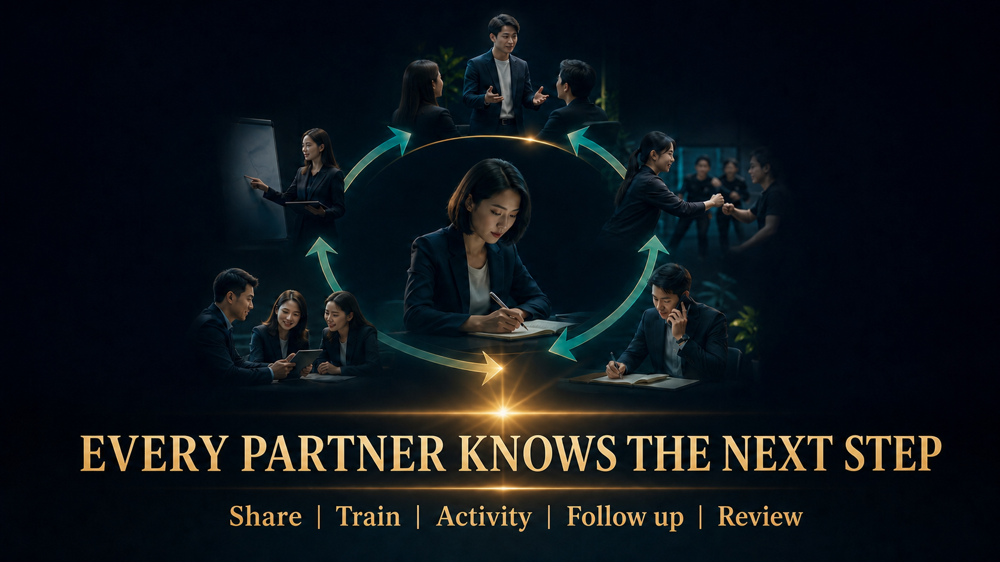 EVERY PARTNER KNOWS THE NEXT STEP
Share | Train | Activity | Follow up | Review